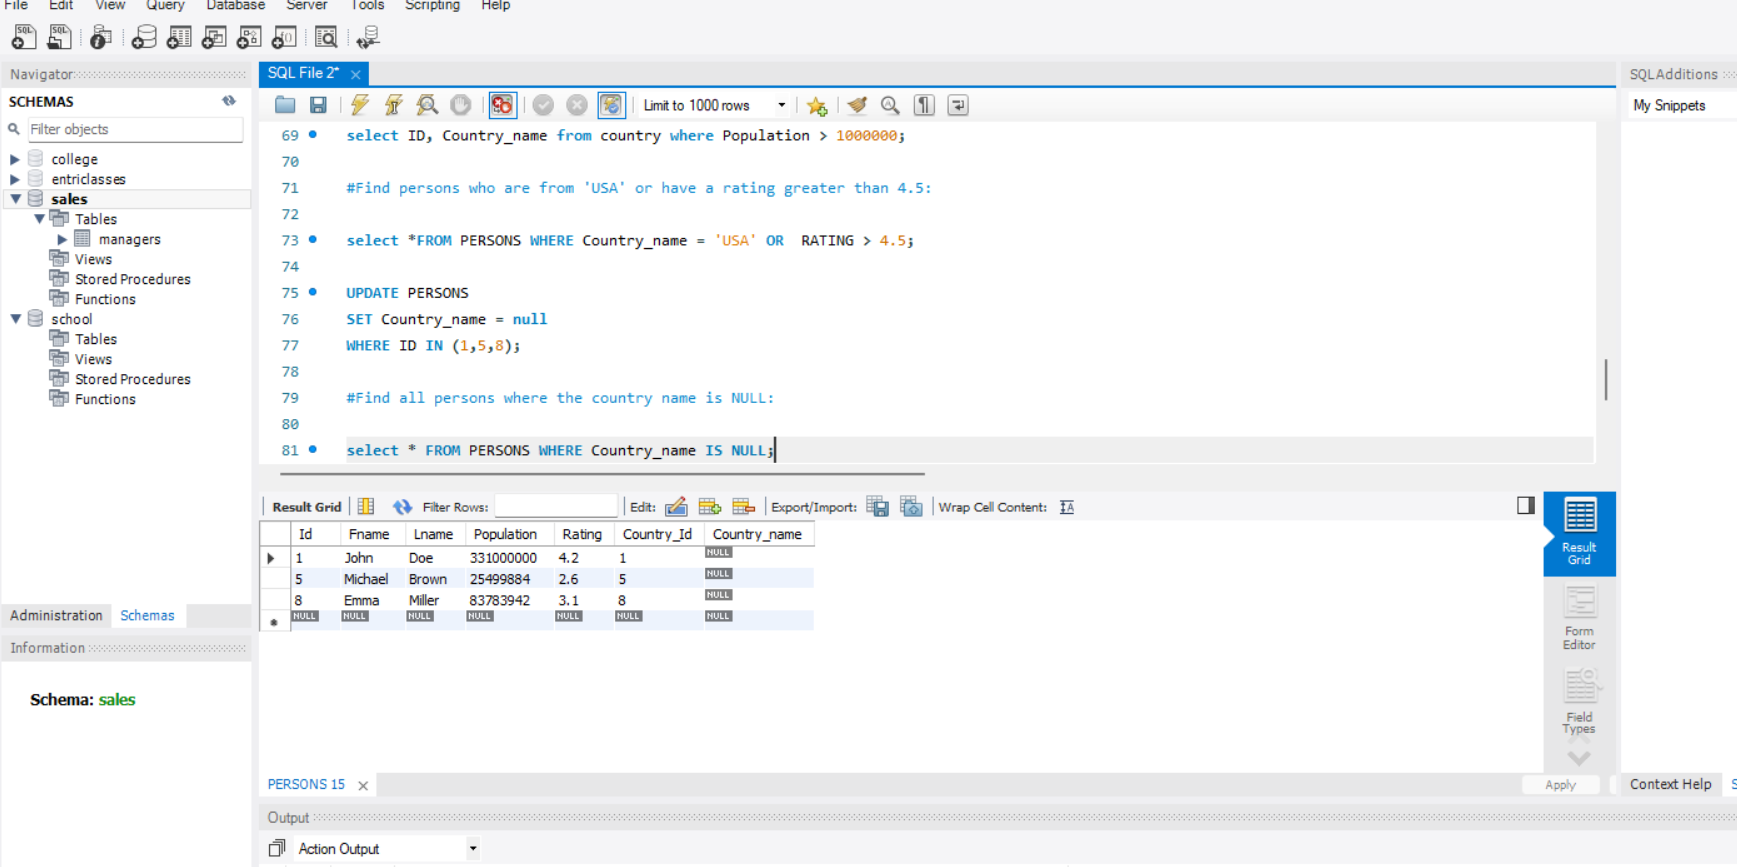 File Edit View Query Database Server Tools Scripting Help
Navigator
SCHEMAS
Filter objects
college
entriclasses
sales
Tables
managers
Views
Stored Procedures
Functions
school
Tables
Views
Stored Procedures
Functions
Administration Schemas
Information
Schema: sales
SQL File 2*
Limit to 1000 rows
69 select ID, Country_name from country where Population > 1000000;
70
71 #Find persons who are from 'USA' or have a rating greater than 4.5:
72
73 select *FROM PERSONS WHERE Country_name = 'USA' OR RATING > 4.5;
74
75 UPDATE PERSONS
76 SET Country_name = null
77 WHERE ID IN (1,5,8);
78
79 #Find all persons where the country name is NULL:
80
81 select * FROM PERSONS WHERE Country_name IS NULL;
Result Grid Filter Rows: Edit: Export/Import: Wrap Cell Content:
Id Fname Lname Population Rating Country_Id Country_name
1 John Doe 331000000 4.2 1 NULL
5 Michael Brown 25499884 2.6 5 NULL
8 Emma Miller 83783942 3.1 8 NULL
NULL NULL NULL NULL NULL NULL NULL
Result
Grid
Form
Editor
Field
Types
PERSONS 15
Apply
Output
Action Output
SQLAdditions
My Snippets
Context Help